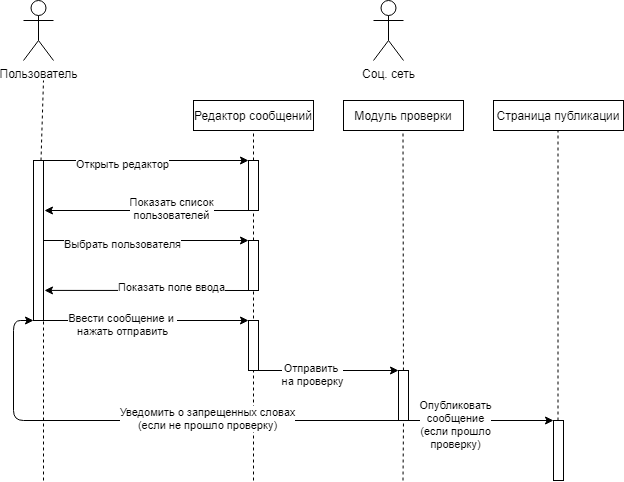 Пользователь
Соц. сеть
Редактор сообщений
Модуль проверки
Страница публикации
Открыть редактор
Показать список
пользователей
Выбрать пользователя
Показать поле ввода
Ввести сообщение и
нажать отправить
Отправить
на проверку
Уведомить о запрещенных словах
(если не прошло проверку)
Опубликовать
сообщение
(если прошло
проверку)